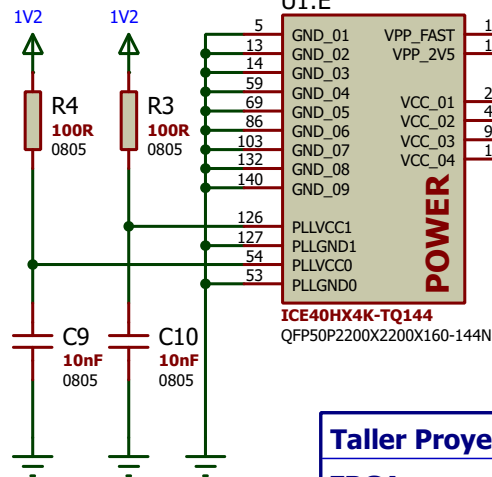 1V2
1V2
U1:E
R4
100R
0805
R3
100R
0805
C9
10nF
0805
C10
10nF
0805
5
GND_01
13
GND_02
14
GND_03
59
GND_04
69
GND_05
86
GND_06
103
GND_07
132
GND_08
140
GND_09
126
PLLVCC1
127
PLLGND1
54
PLLVCC0
53
PLLGND0
VPP_FAST
VPP_2V5
VCC_01
VCC_02
VCC_03
VCC_04
POWER
ICE40HX4K-TQ144
QFP50P2200X2200X160-144N
Taller Proye